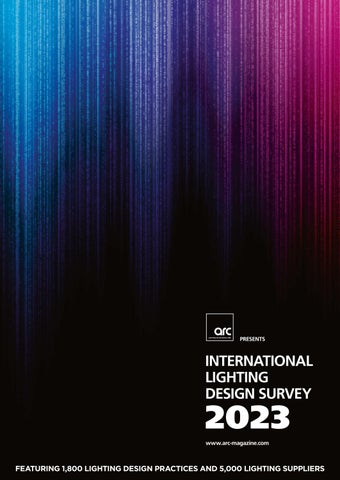 arc
PRESENTS
INTERNATIONAL
LIGHTING
DESIGN SURVEY
2023
www.arc-magazine.com
FEATURING 1,800 LIGHTING DESIGN PRACTICES AND 5,000 LIGHTING SUPPLIERS